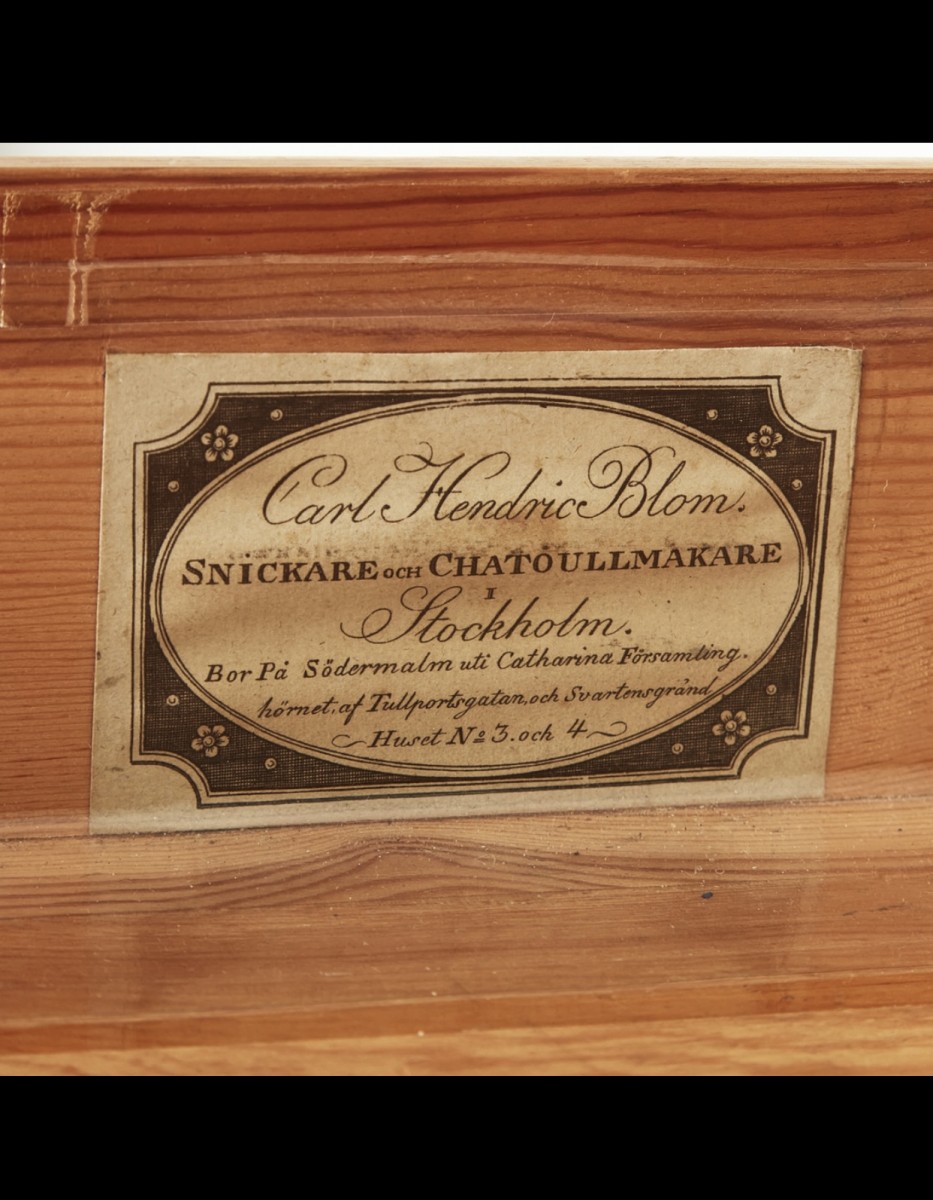 Carl Hendric Blom.
SNICKARE OCH CHATOULLMAKARE
I
Stockholm.
Bor På Södermalm uti Catharina Församling.
hörnet. af Tullportsgatan, och Svartensgränd
Huset No 3. och 4